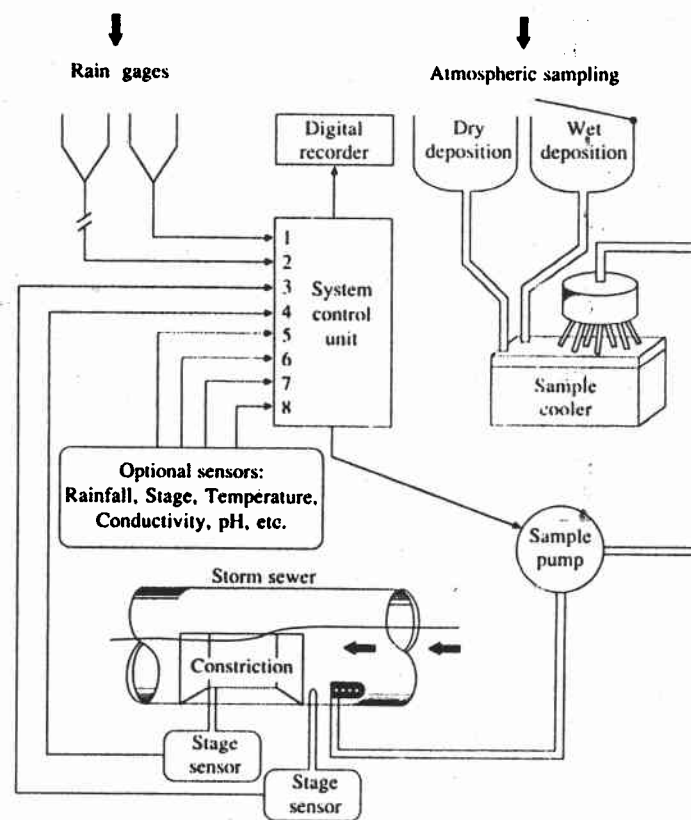 Rain gages
Atmospheric sampling
Digital
recorder
Dry
deposition
Wet
deposition
1
2
3
4
5
6
7
8
System
control
unit
Sample
cooler
Optional sensors:
Rainfall, Stage, Temperature,
Conductivity, pH, etc.
Sample
pump
Storm sewer
Constriction
Stage
sensor
Stage
sensor